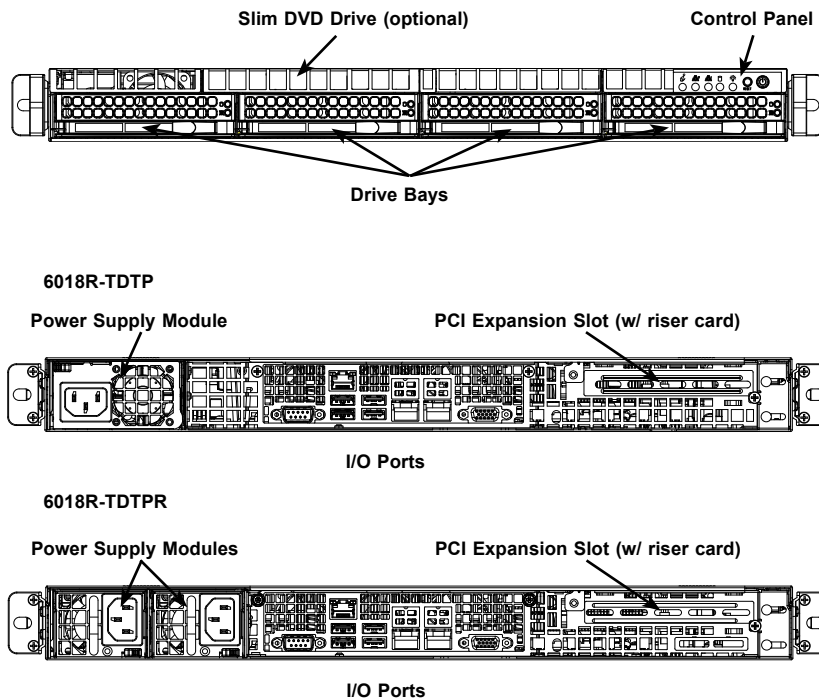 Slim DVD Drive (optional) Control Panel
Drive Bays
6018R-TDTP
Power Supply Module PCI Expansion Slot (w/ riser card)
I/O Ports
6018R-TDTPR
Power Supply Modules PCI Expansion Slot (w/ riser card)
I/O Ports